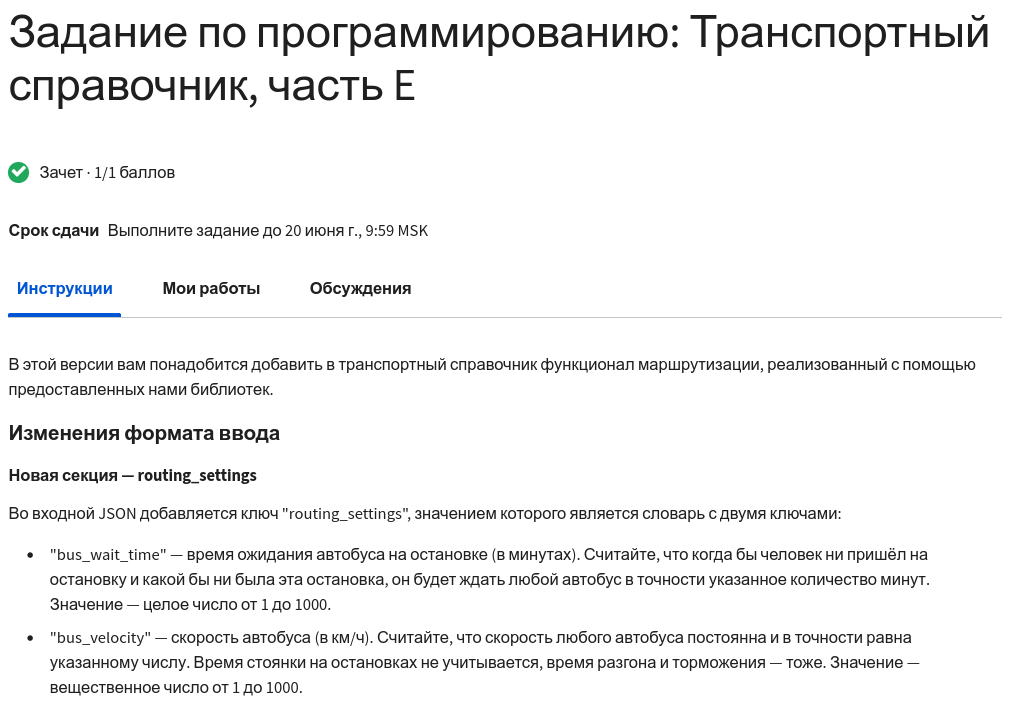 Задание по программированию: Транспортный
справочник, часть E
Зачет · 1/1 баллов
Срок сдачи Выполните задание до 20 июня г., 9:59 MSK
Инструкции Мои работы Обсуждения
В этой версии вам понадобится добавить в транспортный справочник функционал маршрутизации, реализованный с помощью
предоставленных нами библиотек.
Изменения формата ввода
Новая секция — routing_settings
Во входной JSON добавляется ключ "routing_settings", значением которого является словарь с двумя ключами:
• "bus_wait_time" — время ожидания автобуса на остановке (в минутах). Считайте, что когда бы человек ни пришёл на
остановку и какой бы ни была эта остановка, он будет ждать любой автобус в точности указанное количество минут.
Значение — целое число от 1 до 1000.
• "bus_velocity" — скорость автобуса (в км/ч). Считайте, что скорость любого автобуса постоянна и в точности равна
указанному числу. Время стоянки на остановках не учитывается, время разгона и торможения — тоже. Значение —
вещественное число от 1 до 1000.